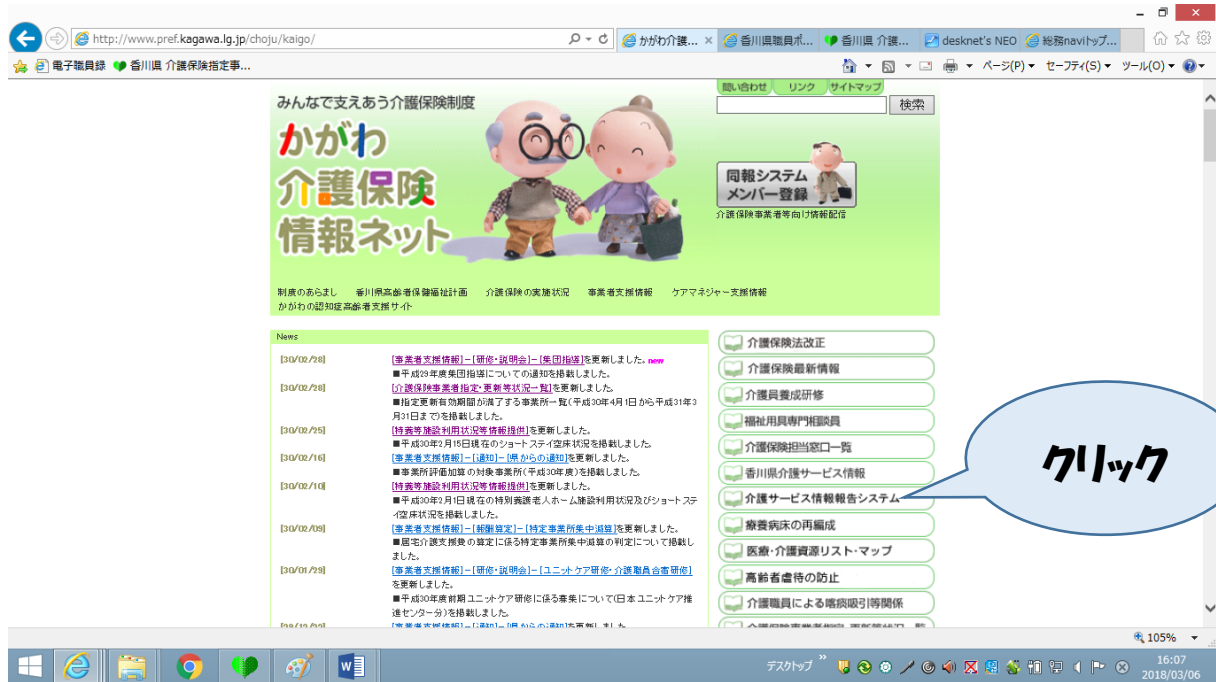 http://www.pref.kagawa.lg.jp/choju/kaigo/
かがわ介護...
香川県職員ポ...
香川県 介護...
desknet's NEO
総務naviトップ...
電子職員録
香川県 介護保険指定事...
ページ(P)
セーフティ(S)
ツール(O)
問い合わせ
リンク
サイトマップ
検索
みんなで支えあう介護保険制度
かがわ
介護保険
情報ネット
同報システム
メンバー登録
介護保険事業者等向け情報配信
制度のあらまし 香川県高齢者保健福祉計画 介護保険の実施状況 事業者支援情報 ケアマネジャー支援情報
かがわの認知症高齢者支援サイト
News
[30/02/28] [事業者支援情報]-[研修・説明会]-[集団指導]を更新しました。new
■平成29年度集団指導についての通知を掲載しました。
[30/02/28] [介護保険事業者指定・更新等状況一覧]を更新しました。
■指定更新有効期間が満了する事業所一覧(平成30年4月1日から平成31年3
月31日まで)を掲載しました。
[30/02/25] [特養等施設利用状況等情報提供]を更新しました。
■平成30年2月15日現在のショートステイ空床状況を掲載しました。
[30/02/16] [事業者支援情報]-[通知]-[県からの通知]を更新しました。
■事業所評価加算の対象事業所(平成30年度)を掲載しました。
[30/02/10] [特養等施設利用状況等情報提供]を更新しました。
■平成30年2月1日現在の特別養護老人ホーム施設利用状況及びショートステ
イ空床状況を掲載しました。
[30/02/09] [事業者支援情報]-[報酬算定]-[特定事業所集中減算]を更新しました。
■居宅介護支援費の算定に係る特定事業所集中減算の判定について掲載し
ました。
[30/01/29] [事業者支援情報]-[研修・説明会]-[ユニットケア研修・介護職員合同研修]
を更新しました。
■平成30年度前期ユニットケア研修に係る募集について(日本ユニットケア推
進センター分)を掲載しました。
介護保険法改正
介護保険最新情報
介護員養成研修
福祉用具専門相談員
介護保険担当窓口一覧
香川県介護サービス情報
介護サービス情報報告システム
療養病床の再編成
医療・介護資源リスト・マップ
高齢者虐待の防止
介護職員による喀痰吸引等関係
クリック
105%
デスクトップ
16:07
2018/03/06